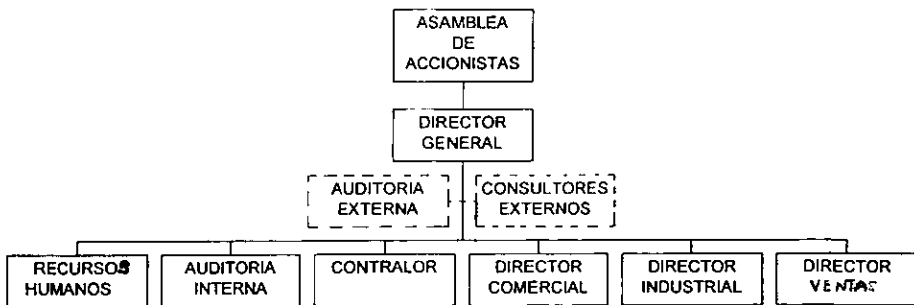 ASAMBLEA
DE
ACCIONISTAS
DIRECTOR
GENERAL
AUDITORIA
EXTERNA
CONSULTORES
EXTERNOS
RECURSOS
HUMANOS
AUDITORIA
INTERNA
CONTRALOR
DIRECTOR
COMERCIAL
DIRECTOR
INDUSTRIAL
DIRECTOR
VENTAS